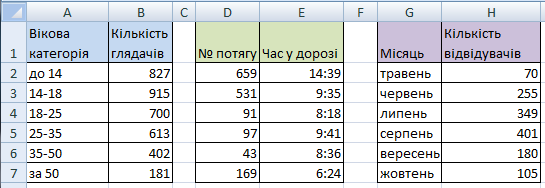 A B C D E F G H
1 Вікова категорія Кількість глядачів № потягу Час у дорозі Місяць Кількість відвідувачів
2 до 14 827 659 14:39 травень 70
3 14-18 915 531 9:35 червень 255
4 18-25 700 91 8:18 липень 349
5 25-35 613 97 9:41 серпень 401
6 35-50 402 43 8:36 вересень 180
7 за 50 181 169 6:24 жовтень 105